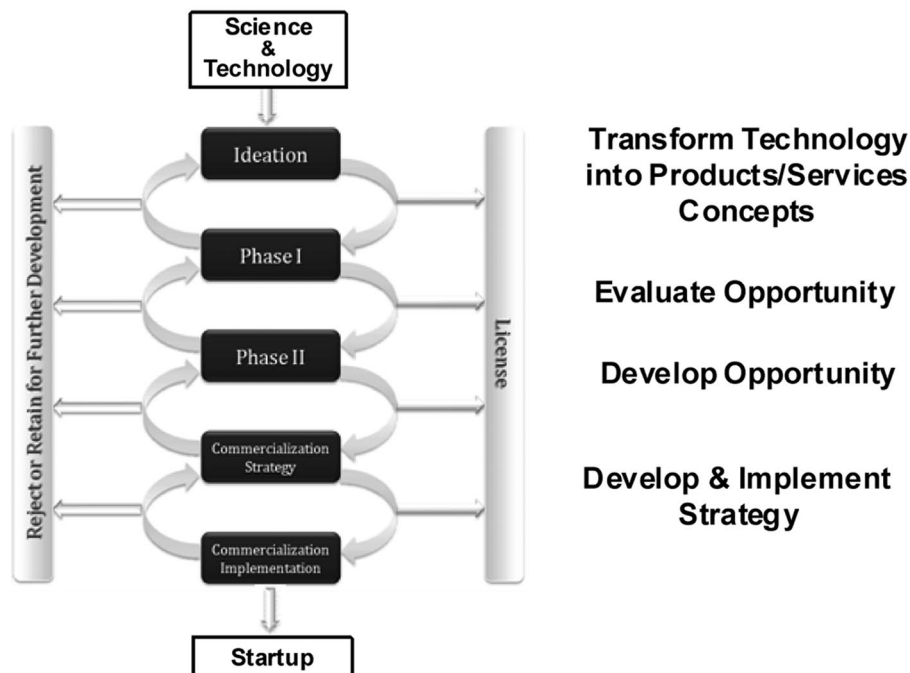 Science
&
Technology
Reject or Retain for Further Development
Ideation
Phase I
Phase II
Commercialization
Strategy
Commercialization
Implementation
License
Startup
Transform Technology
into Products/Services
Concepts
Evaluate Opportunity
Develop Opportunity
Develop & Implement
Strategy